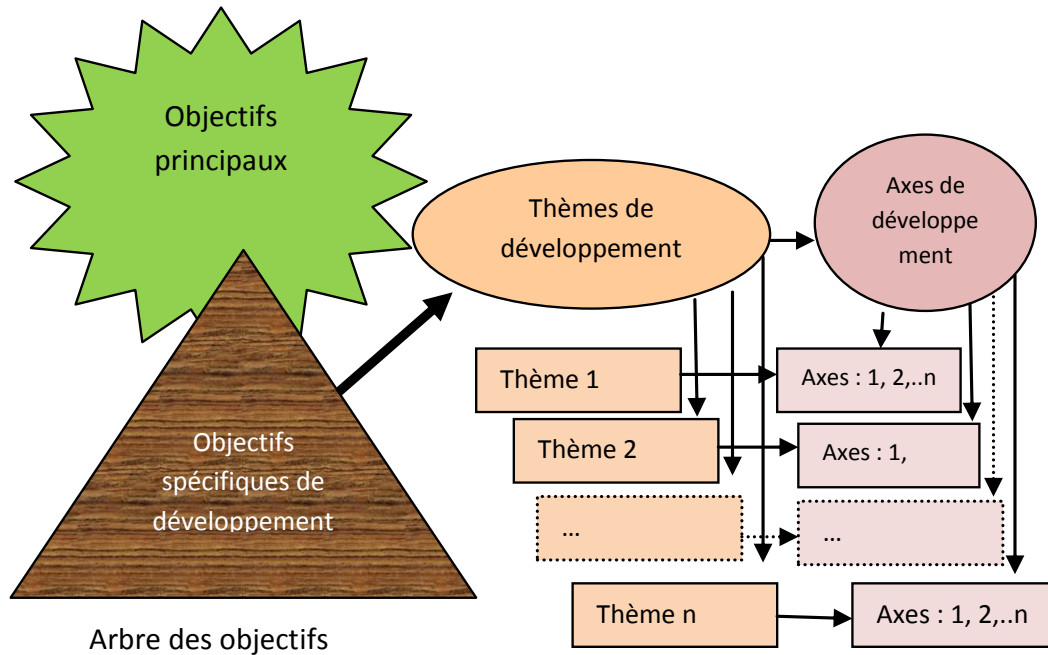 Objectifs
principaux
Thèmes de
développement
Axes de
développe
ment
Objectifs
spécifiques de
développement
Thème 1
Axes : 1, 2,..n
Thème 2
Axes : 1,
...
...
Thème n
Axes : 1, 2,..n
Arbre des objectifs